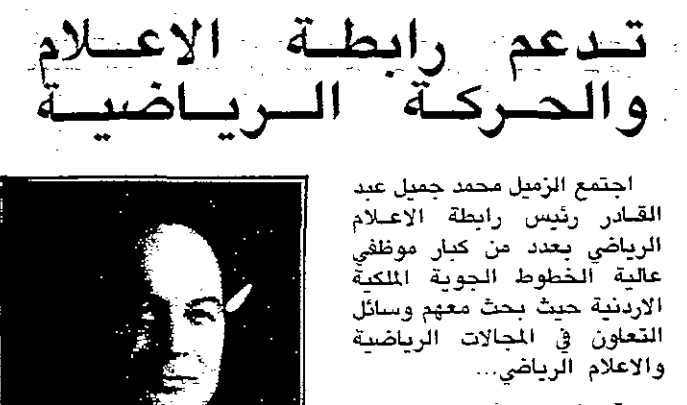 تدعم رابطة الاعلام
والحركة الرياضية
اجتمع الزميل محمد جميل عبد
القادر رئيس رابطة الاعلام
الرياضي بعدد من كبار موظفي
عالية الخطوط الجوية الملكية
الاردنية حيث بحث معهم وسائل
التعاون في المجالات الرياضية
والاعلام الرياضي...